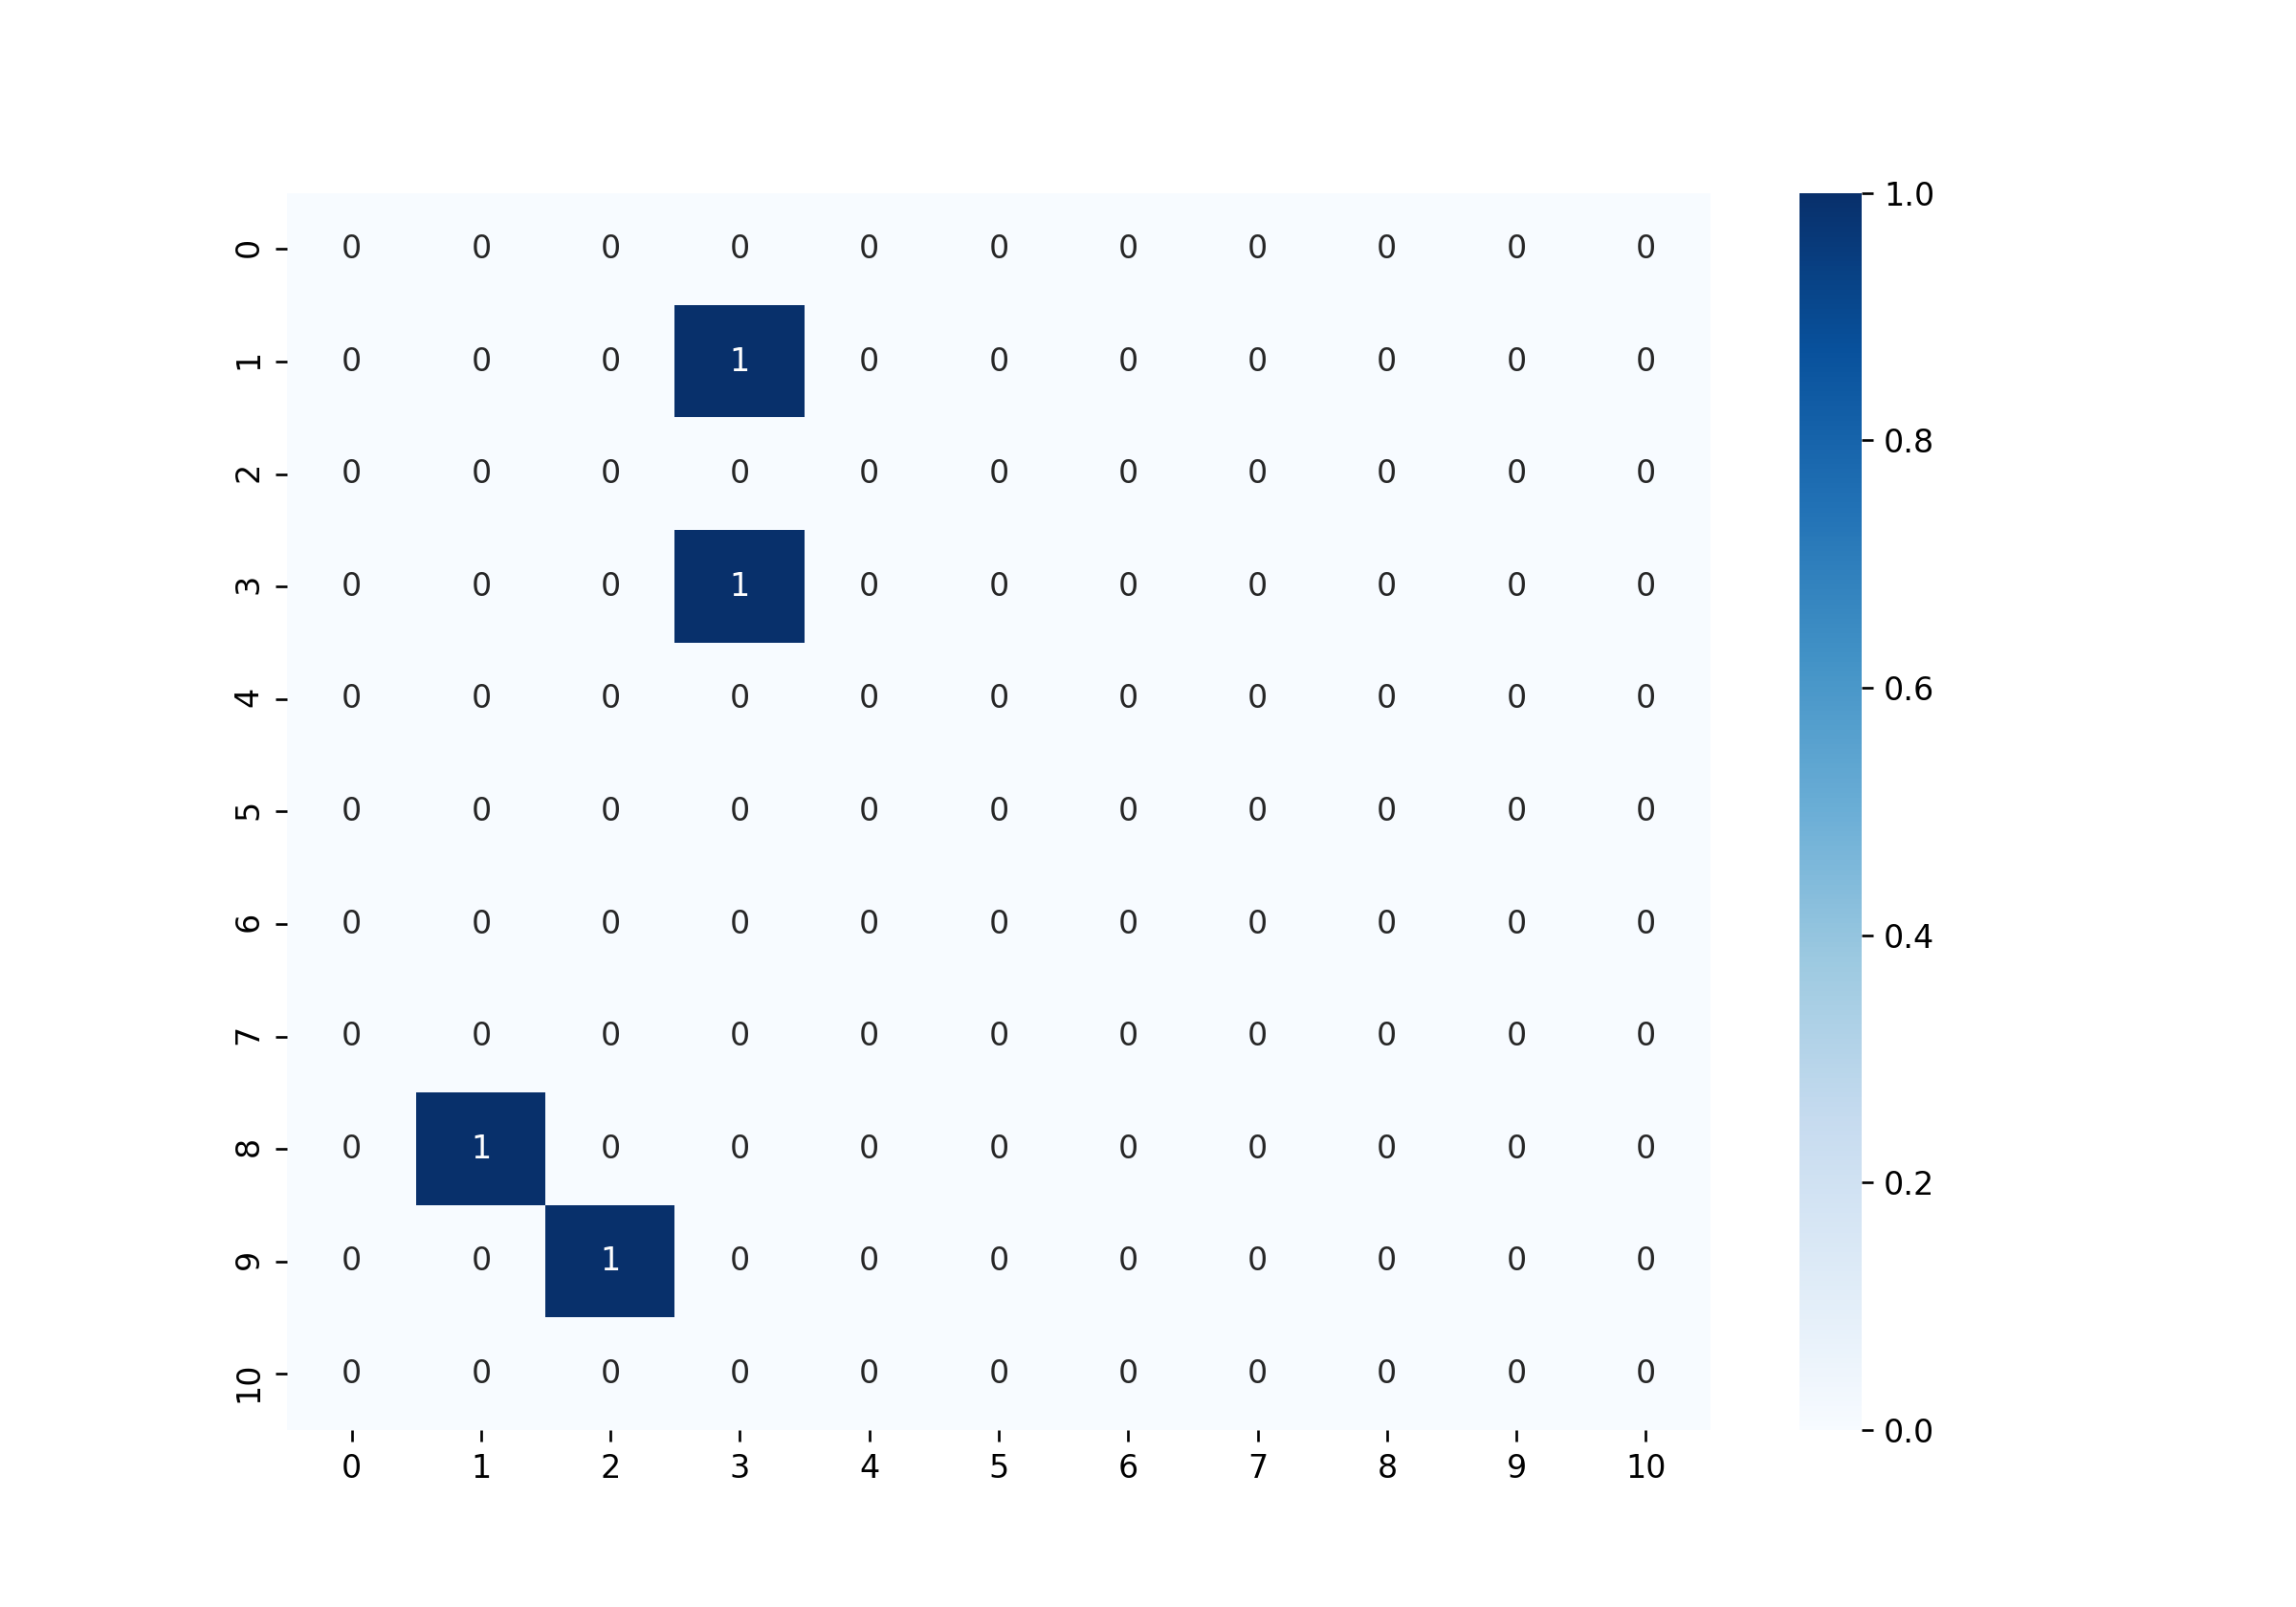 1.0
0 0 0 0 0 0 0 0 0 0 0 0
1 0 0 0 1 0 0 0 0 0 0 0
0.8
2 0 0 0 0 0 0 0 0 0 0 0
3 0 0 0 1 0 0 0 0 0 0 0
0.6
4 0 0 0 0 0 0 0 0 0 0 0
5 0 0 0 0 0 0 0 0 0 0 0
6 0 0 0 0 0 0 0 0 0 0 0
0.4
7 0 0 0 0 0 0 0 0 0 0 0
8 0 1 0 0 0 0 0 0 0 0 0
0.2
9 0 0 1 0 0 0 0 0 0 0 0
10 0 0 0 0 0 0 0 0 0 0 0
0.0
0 1 2 3 4 5 6 7 8 9 10